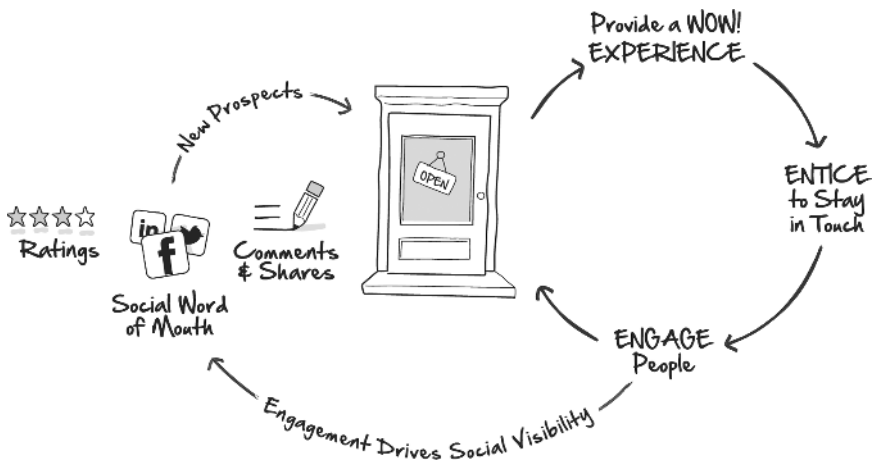 Provide a WOW!
EXPERIENCE
New Prospects
OPEN
ENTICE
to Stay
in Touch
Ratings
in
f
Comments
& Shares
Social Word
of Mouth
ENGAGE
People
Engagement Drives Social Visibility